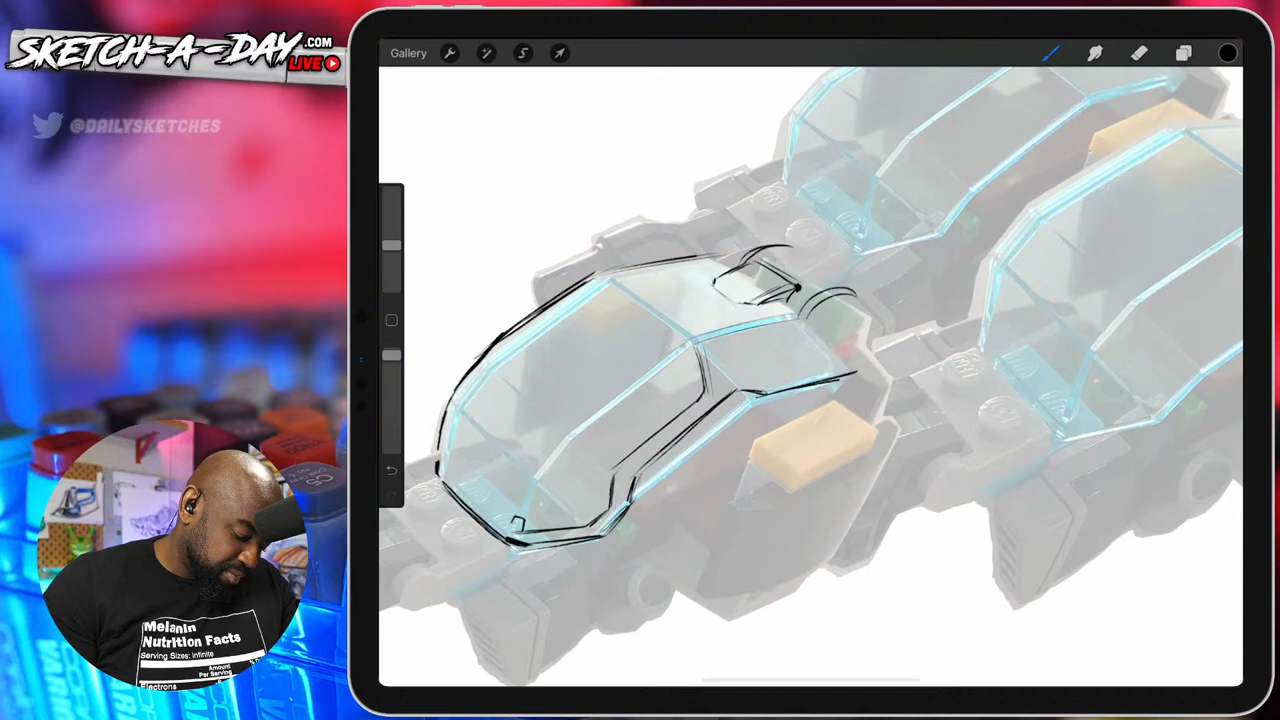 SKETCH-A-DAY.COM
LIVE
@DAILYSKETCHES
Gallery
Melanin
Nutrition Facts
Serving Sizes: Infinite
Amount
Per Serving
Electrons